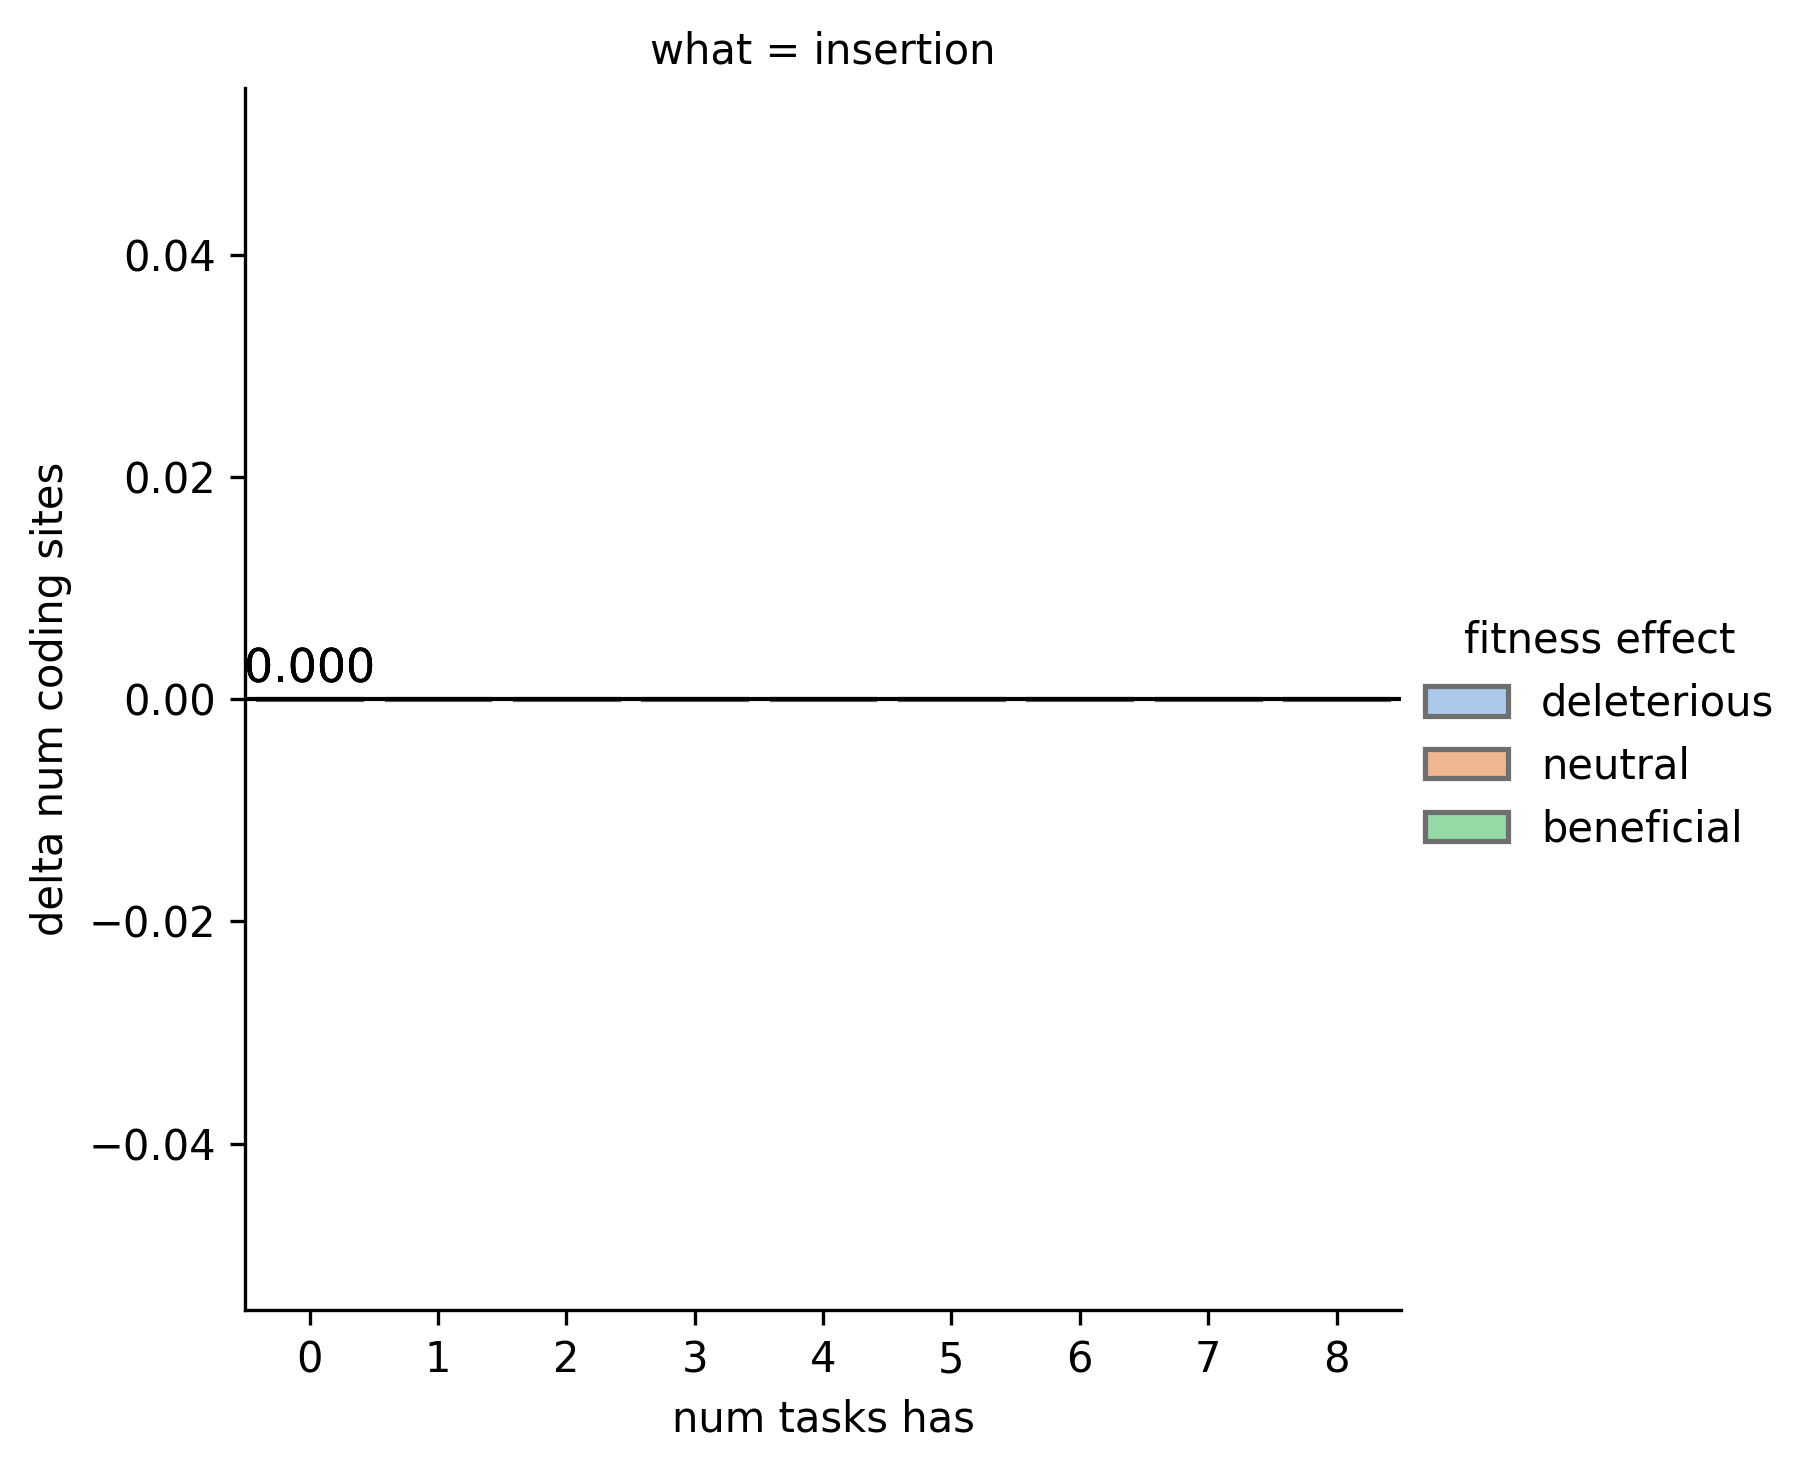 what = insertion
delta num coding sites
0.04
0.02
0.00
−0.02
−0.04
0.000
0 1 2 3 4 5 6 7 8
num tasks has
fitness effect
deleterious
neutral
beneficial